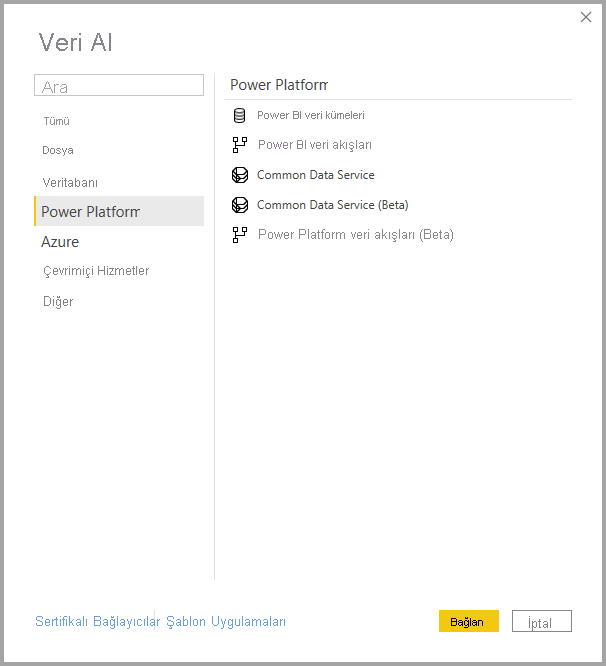 Veri Al
Ara
Tümü
Dosya
Veritabanı
Power Platform
Azure
Çevrimiçi Hizmetler
Diğer
Power Platform
Power BI veri kümeleri
Power BI veri akışları
Common Data Service
Common Data Service (Beta)
Power Platform veri akışları (Beta)
Sertifikalı Bağlayıcılar
Şablon Uygulamaları
Bağlan
İptal